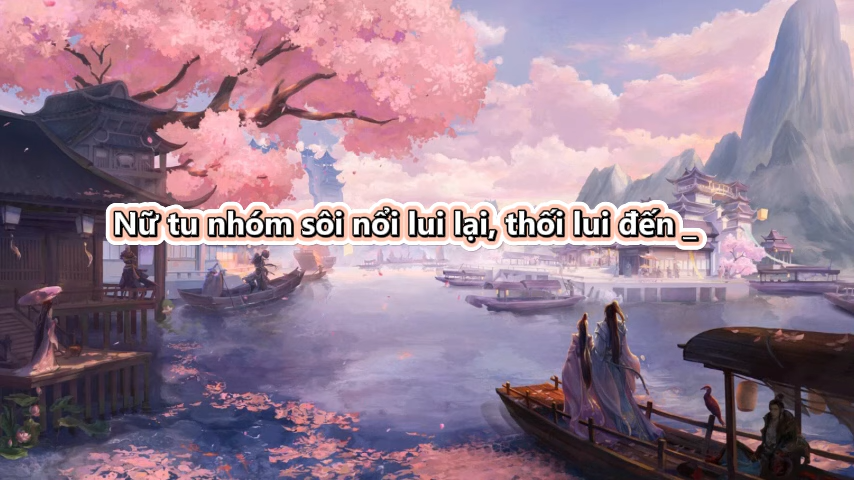 Nữ tu nhóm sôi nổi lui lại, thối lui đến _